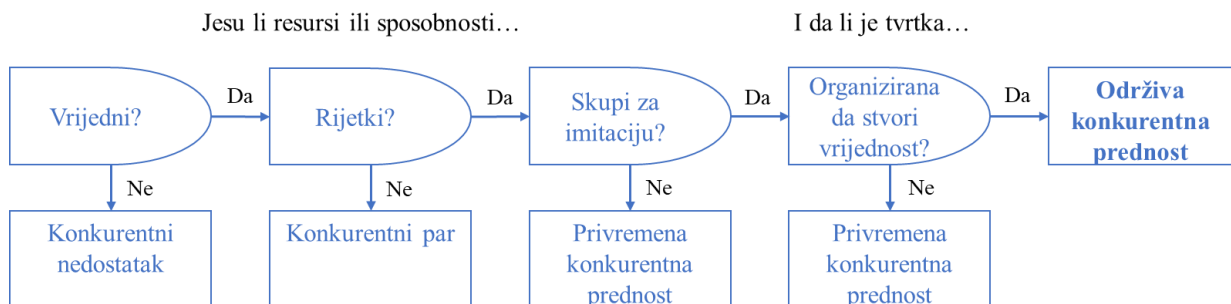 Jesu li resursi ili sposobnosti…
I da li je tvrtka…
Vrijedni?
Da
Rijetki?
Da
Skupi za
imitaciju?
Da
Organizirana
da stvori
vrijednost?
Da
Održiva
konkurentna
prednost
Ne
Ne
Ne
Ne
Konkurentni
nedostatak
Konkurentni par
Privremena
konkurentna
prednost
Privremena
konkurentna
prednost